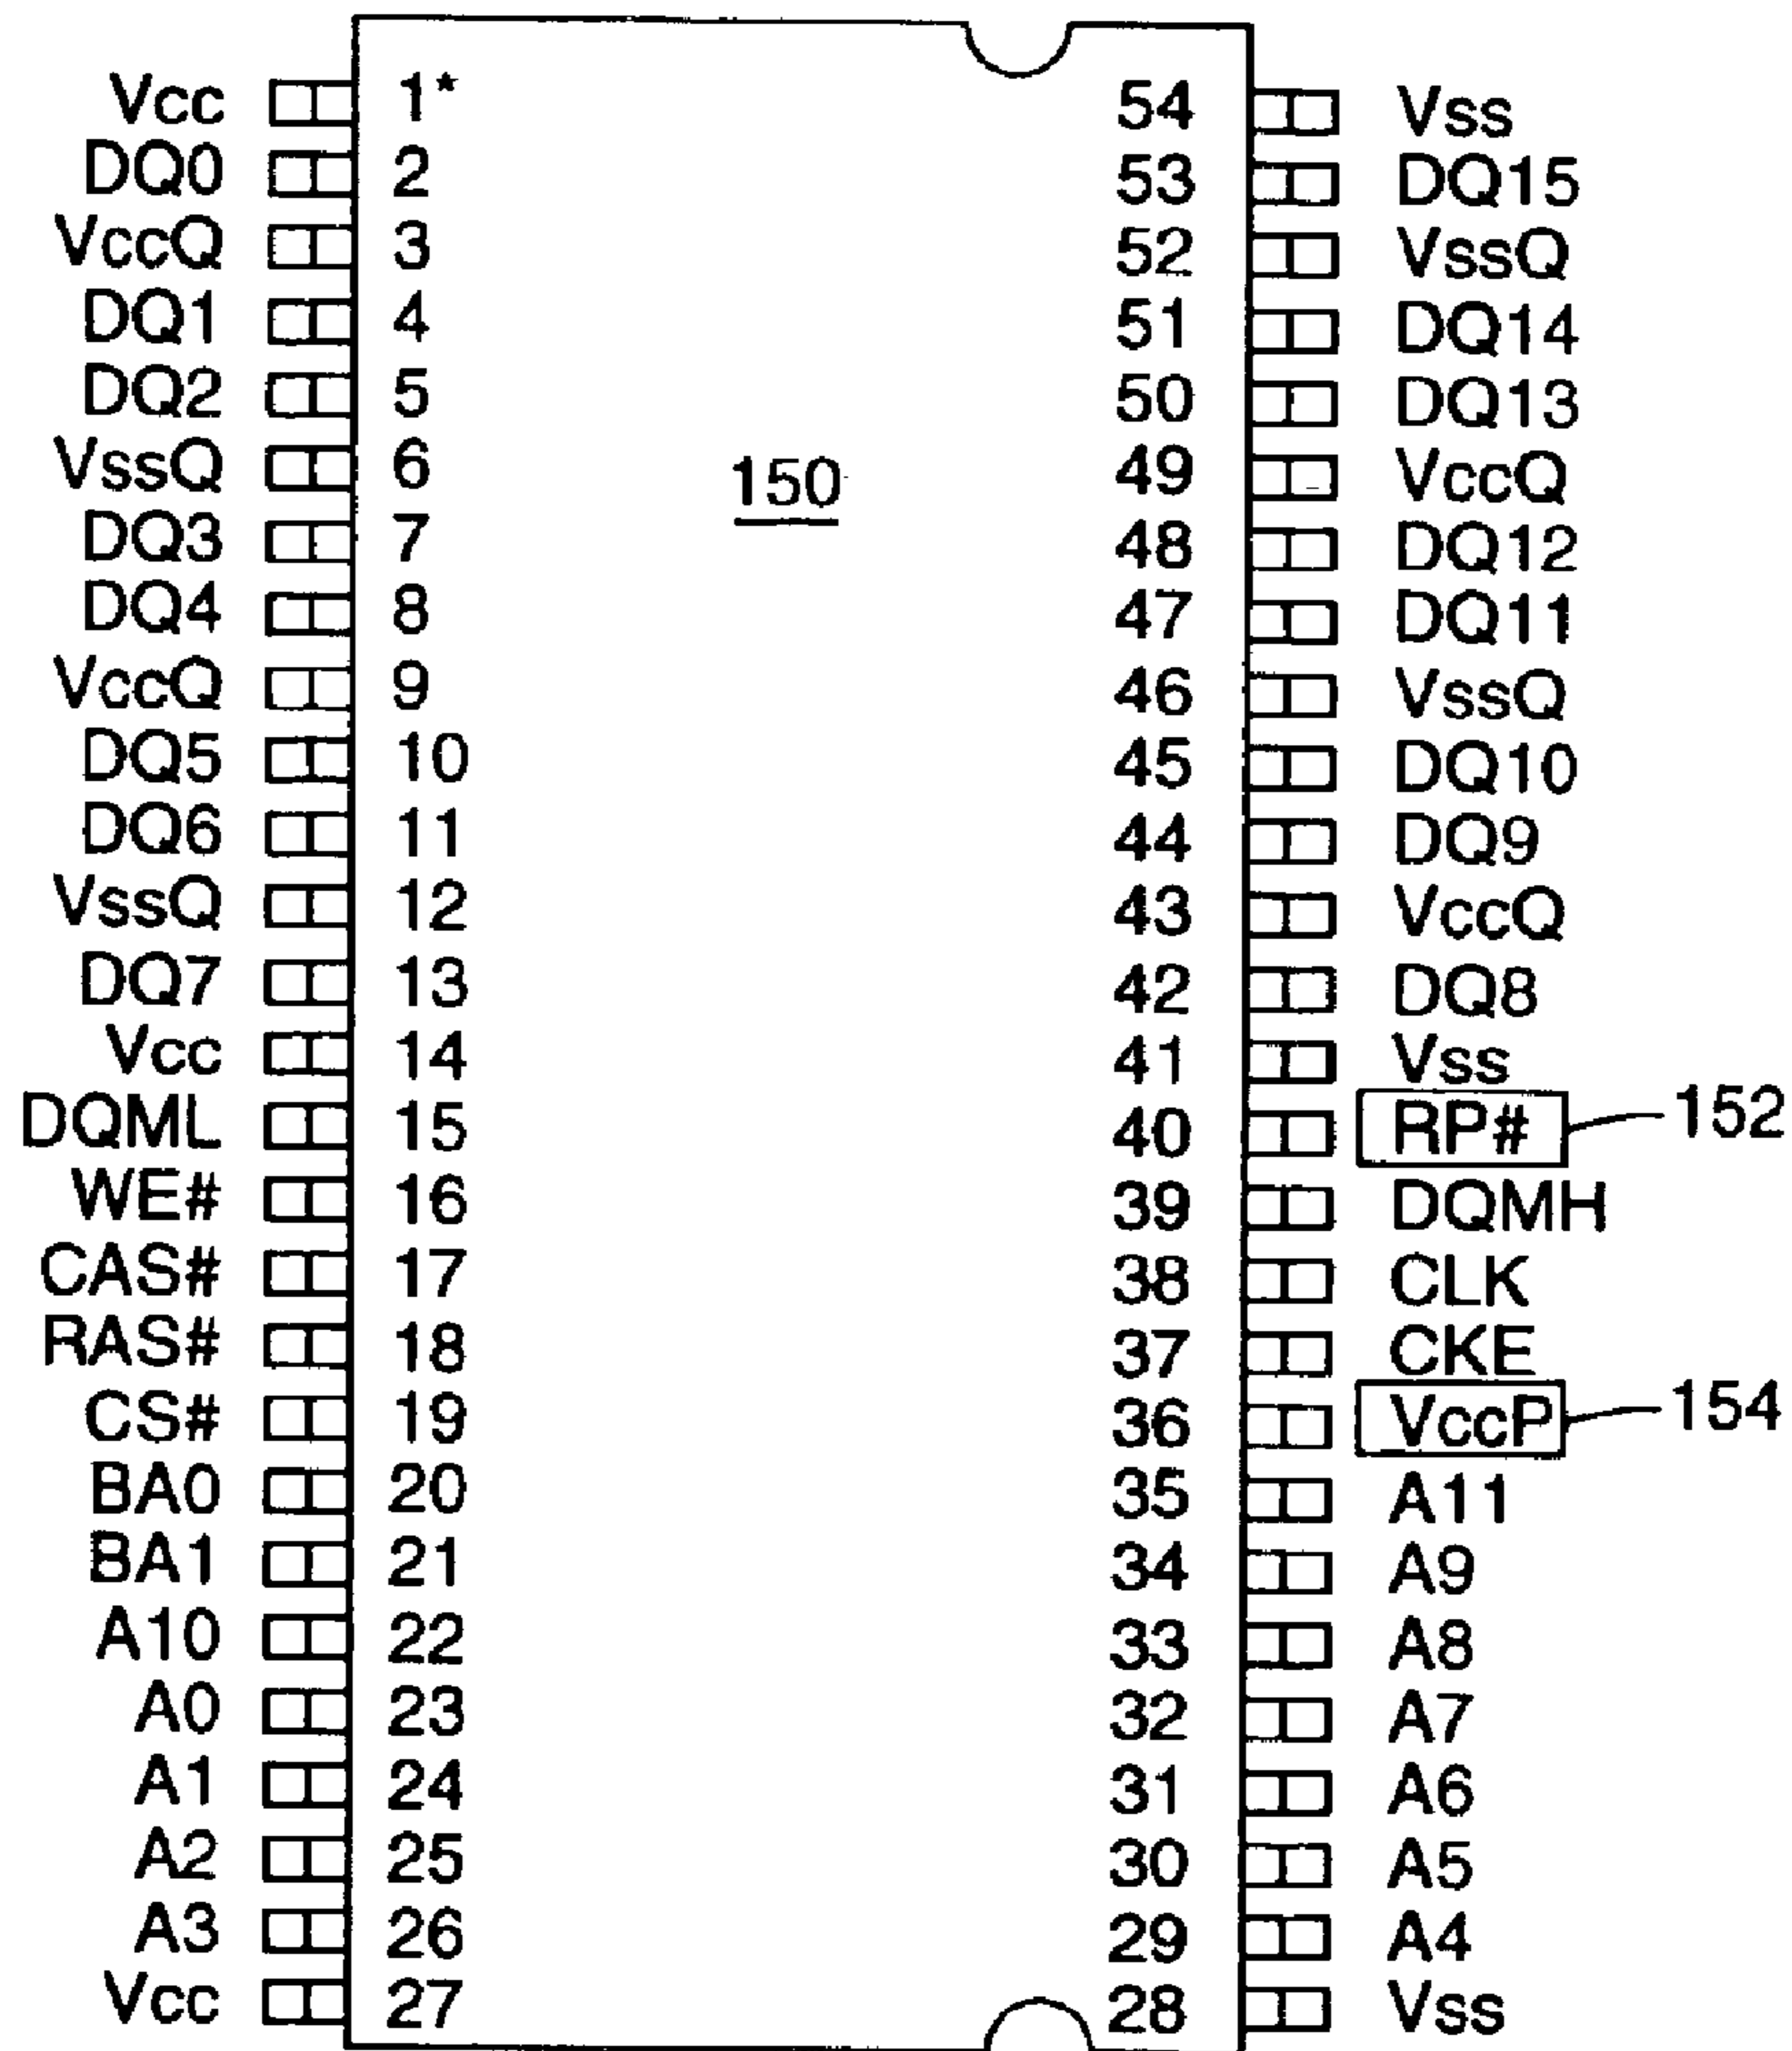 Vcc 1* 54 Vss
DQ0 2 53 DQ15
VccQ 3 52 VssQ
DQ1 4 51 DQ14
DQ2 5 50 DQ13
VssQ 6 150 49 VccQ
DQ3 7 48 DQ12
DQ4 8 47 DQ11
VccQ 9 46 VssQ
DQ5 10 45 DQ10
DQ6 11 44 DQ9
VssQ 12 43 VccQ
DQ7 13 42 DQ8
Vcc 14 41 Vss
DQML 15 40 RP# 152
WE# 16 39 DQMH
CAS# 17 38 CLK
RAS# 18 37 CKE
CS# 19 36 VccP 154
BA0 20 35 A11
BA1 21 34 A9
A10 22 33 A8
A0 23 32 A7
A1 24 31 A6
A2 25 30 A5
A3 26 29 A4
Vcc 27 28 Vss